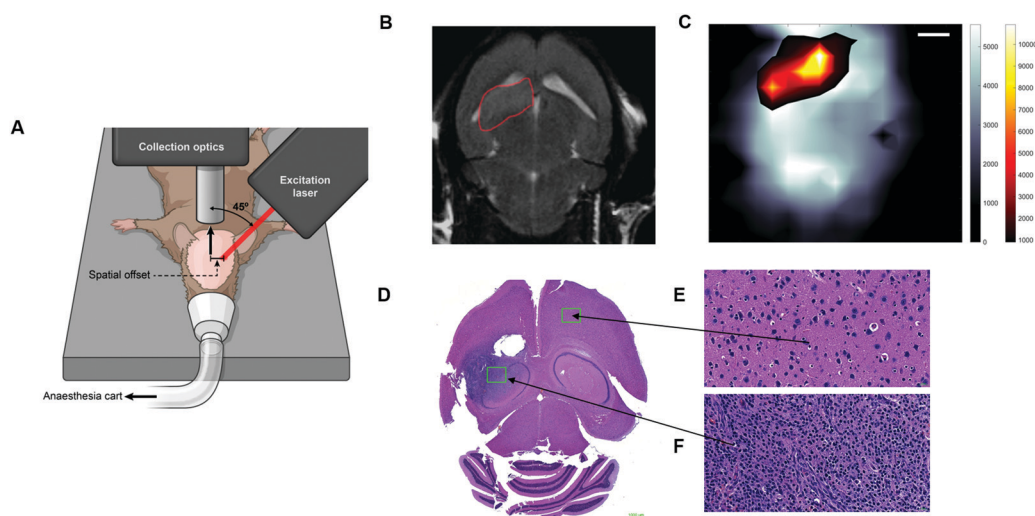 A
Collection optics
Excitation
laser
45º
Spatial offset
Anaesthesia cart
B
C
5000
4000
3000
2000
1000
0
10000
9000
8000
7000
6000
5000
4000
3000
2000
1000
D
E
F